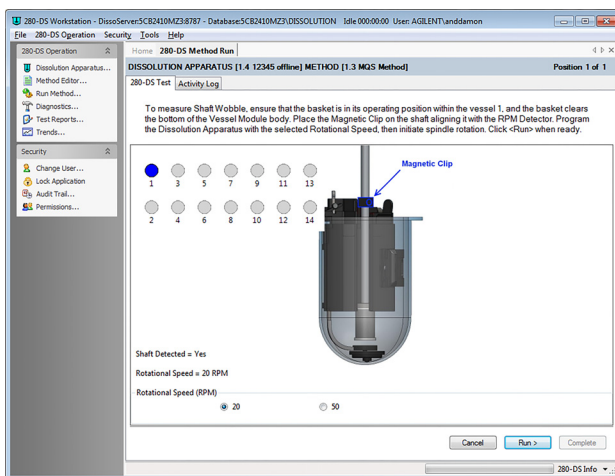 280-DS Workstation - DissoServer:5CB2410MZ3:8787 - Database:5CB2410MZ3\DISSOLUTION Idle 000:00:00 User: AGILENT\anddamon
File 280-DS Operation Security Tools Help
280-DS Operation
Dissolution Apparatus...
Method Editor...
Run Method...
Diagnostics...
Test Reports...
Trends...
Security
Change User...
Lock Application
Audit Trail...
Permissions...
Home 280-DS Method Run
DISSOLUTION APPARATUS [1.4 12345 offline] METHOD [1.3 MQS Method] Position 1 of 1
280-DS Test Activity Log
To measure Shaft Wobble, ensure that the basket is in its operating position within the vessel 1, and the basket clears
the bottom of the Vessel Module body. Place the Magnetic Clip on the shaft aligning it with the RPM Detector. Program
the Dissolution Apparatus with the selected Rotational Speed, then initiate spindle rotation. Click <Run> when ready.
Magnetic Clip
1 3 5 7 9 11 13
2 4 6 8 10 12 14
Shaft Detected = Yes
Rotational Speed = 20 RPM
Rotational Speed (RPM)
20 50
Cancel Run > Complete
280-DS Info